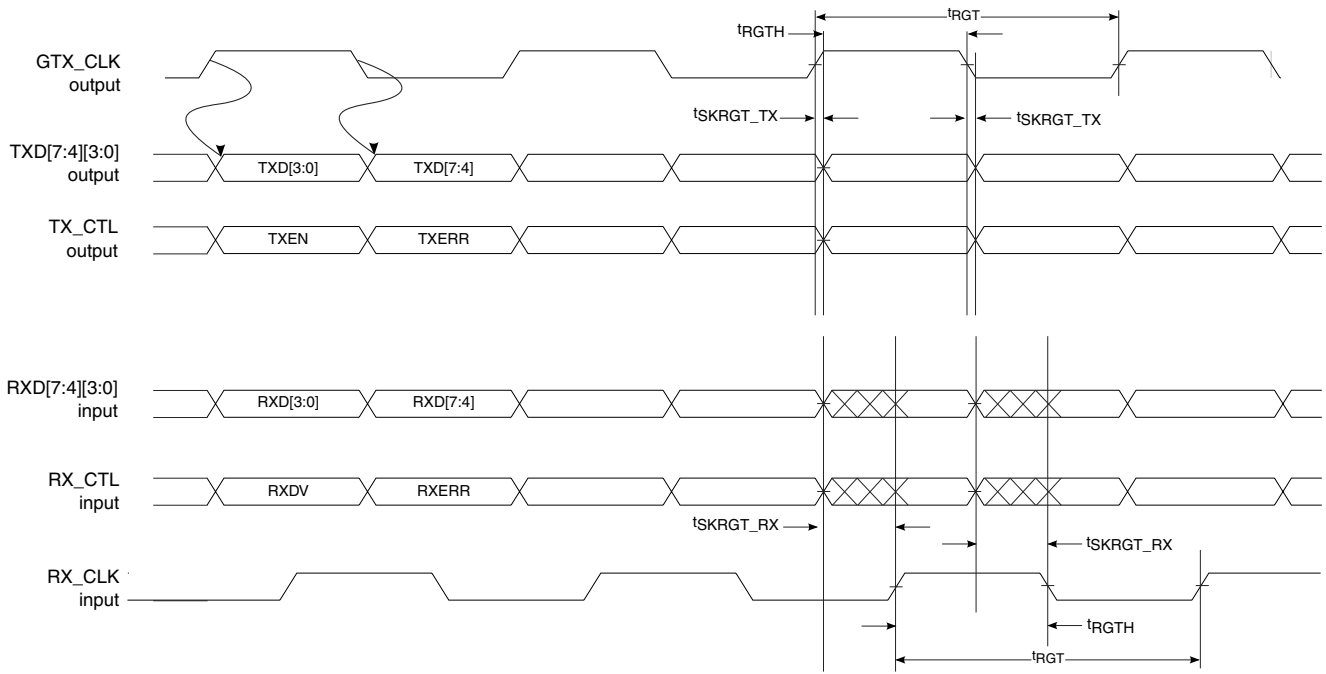 tRGT
tRGTH
GTX_CLK
output
tSKRGT_TX
tSKRGT_TX
TXD[7:4][3:0]
output
TXD[3:0]
TXD[7:4]
TX_CTL
output
TXEN
TXERR
RXD[7:4][3:0]
input
RXD[3:0]
RXD[7:4]
RX_CTL
input
RXDV
RXERR
tSKRGT_RX
tSKRGT_RX
RX_CLK
input
tRGTH
tRGT